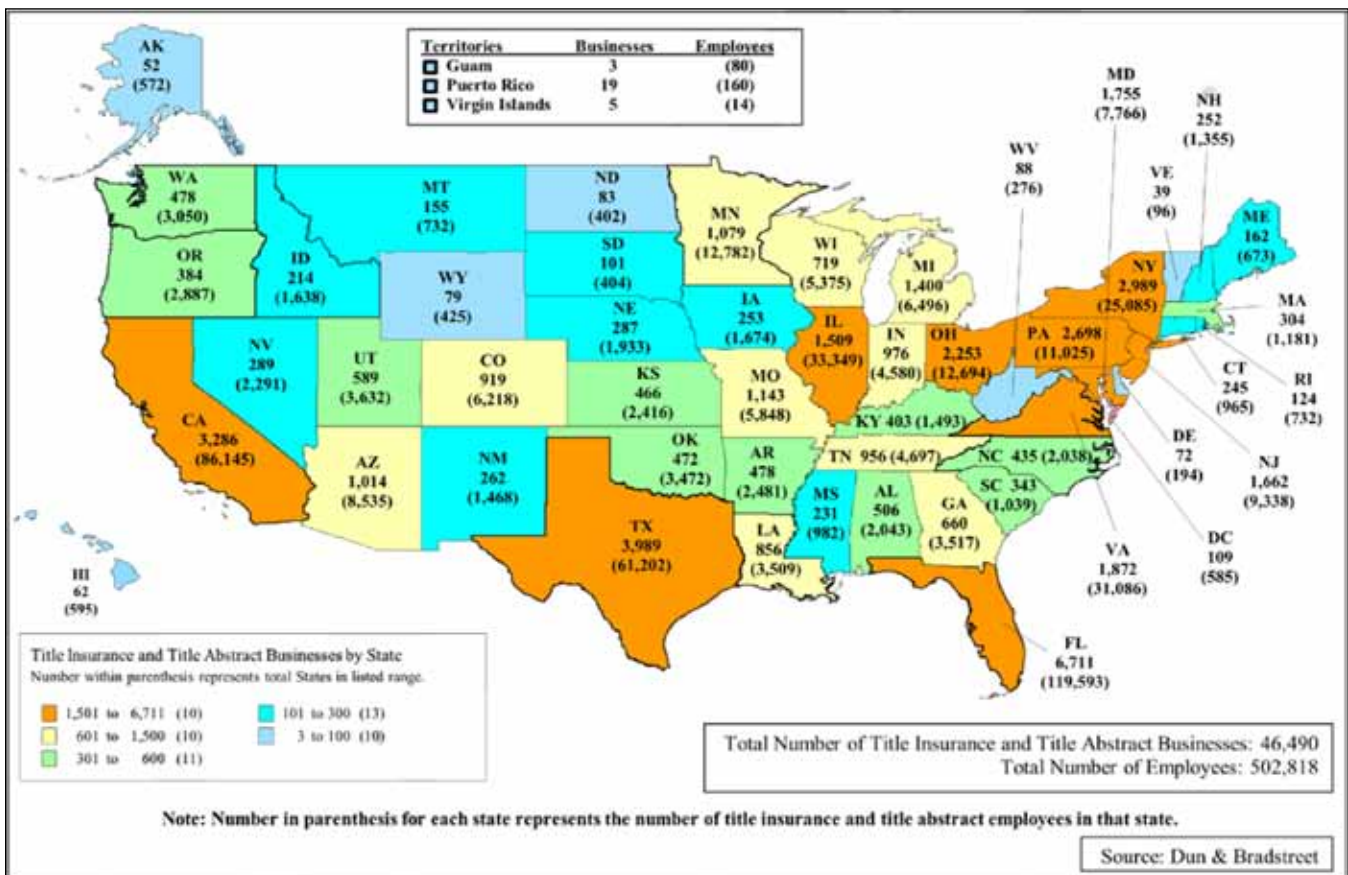 AK
52
(572)
Territories Businesses Employees
Guam 3 (80)
Puerto Rico 19 (160)
Virgin Islands 5 (14)
MD
1,755
(7,766)
NH
252
(1,355)
WV
88
(276)
VE
39
(96)
WA
478
(3,050)
MT
155
(732)
ND
83
(402)
MN
1,079
(12,782)
ME
162
(673)
OR
384
(2,887)
ID
214
(1,638)
SD
101
(404)
WI
719
(5,375)
MI
1,400
(6,496)
NY
2,989
(25,085)
WY
79
(425)
MA
304
(1,181)
NE
287
(1,933)
IA
253
(1,674)
IL
1,509
(33,349)
IN
976
(4,580)
OH
2,253
(12,694)
PA 2,698
(11,025)
NV
289
(2,291)
UT
589
(3,632)
CO
919
(6,218)
CT
245
(965)
RI
124
(732)
KS
466
(2,416)
MO
1,143
(5,848)
CA
3,286
(86,145)
KY 403 (1,493)
DE
72
(194)
NJ
1,662
(9,338)
AZ
1,014
(8,535)
NM
262
(1,468)
OK
472
(3,472)
AR
478
(2,481)
TN 956 (4,697)
NC 435 (2,038)
SC 343
(1,039)
MS
231
(982)
AL
506
(2,043)
GA
660
(3,517)
TX
3,989
(61,202)
LA
856
(3,509)
VA
1,872
(31,086)
DC
109
(585)
HI
62
(595)
FL
6,711
(119,593)
Title Insurance and Title Abstract Businesses by State
Number within parenthesis represents total States in listed range.
1,501 to 6,711 (10)
601 to 1,500 (10)
301 to 600 (11)
101 to 300 (13)
3 to 100 (10)
Total Number of Title Insurance and Title Abstract Businesses: 46,490
Total Number of Employees: 502,818
Note: Number in parenthesis for each state represents the number of title insurance and title abstract employees in that state.
Source: Dun & Bradstreet